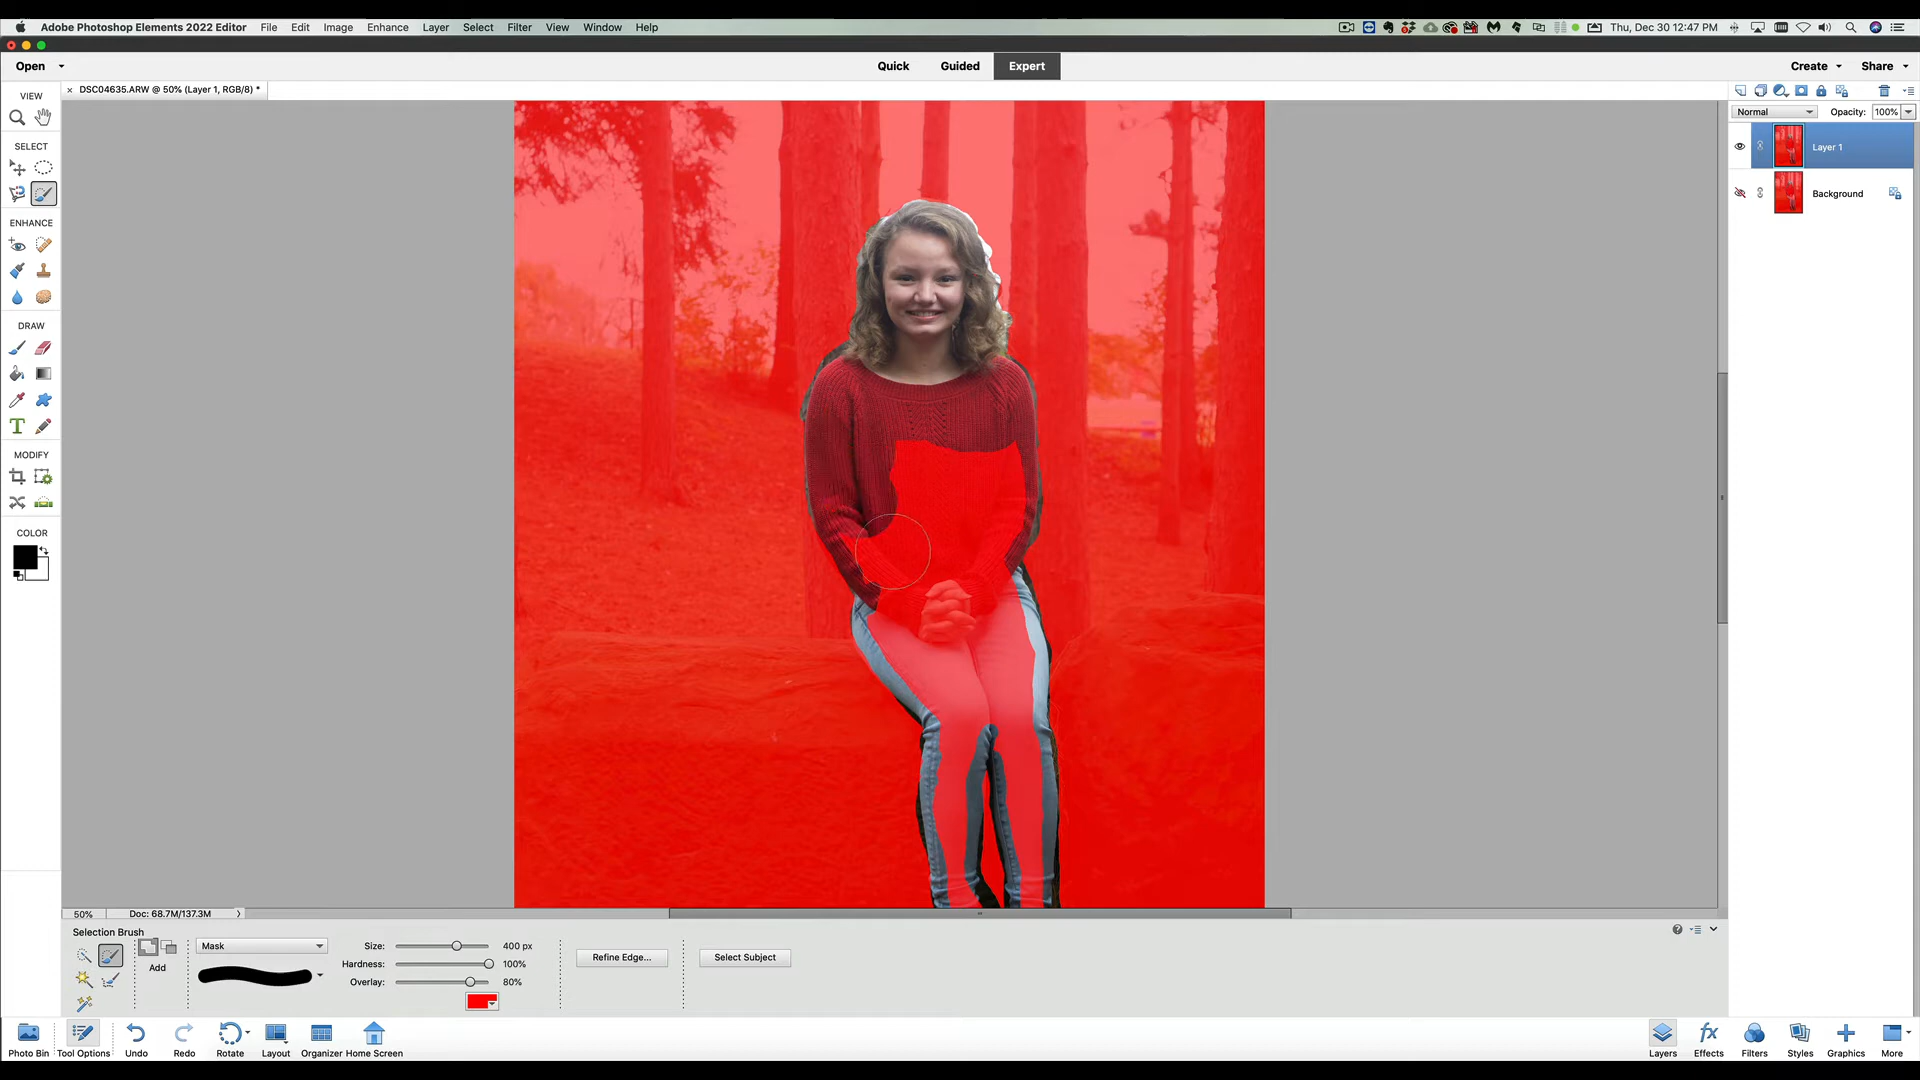 Adobe Photoshop Elements 2022 Editor File Edit Image Enhance Layer Select Filter View Window Help Thu, Dec 30 12:47 PM
Open Quick Guided Expert Create Share
× DSC04635.ARW @ 50% (Layer 1, RGB/8) *
VIEW
SELECT
ENHANCE
DRAW
T
MODIFY
COLOR
Normal Opacity: 100%
Layer 1
Background
50% Doc: 68.7M/137.3M
Selection Brush
Add
Mask
Size: 400 px
Hardness: 100%
Overlay: 80%
Refine Edge...
Select Subject
Photo Bin Tool Options Undo Redo Rotate Layout Organizer Home Screen
fx
Layers Effects Filters Styles Graphics More